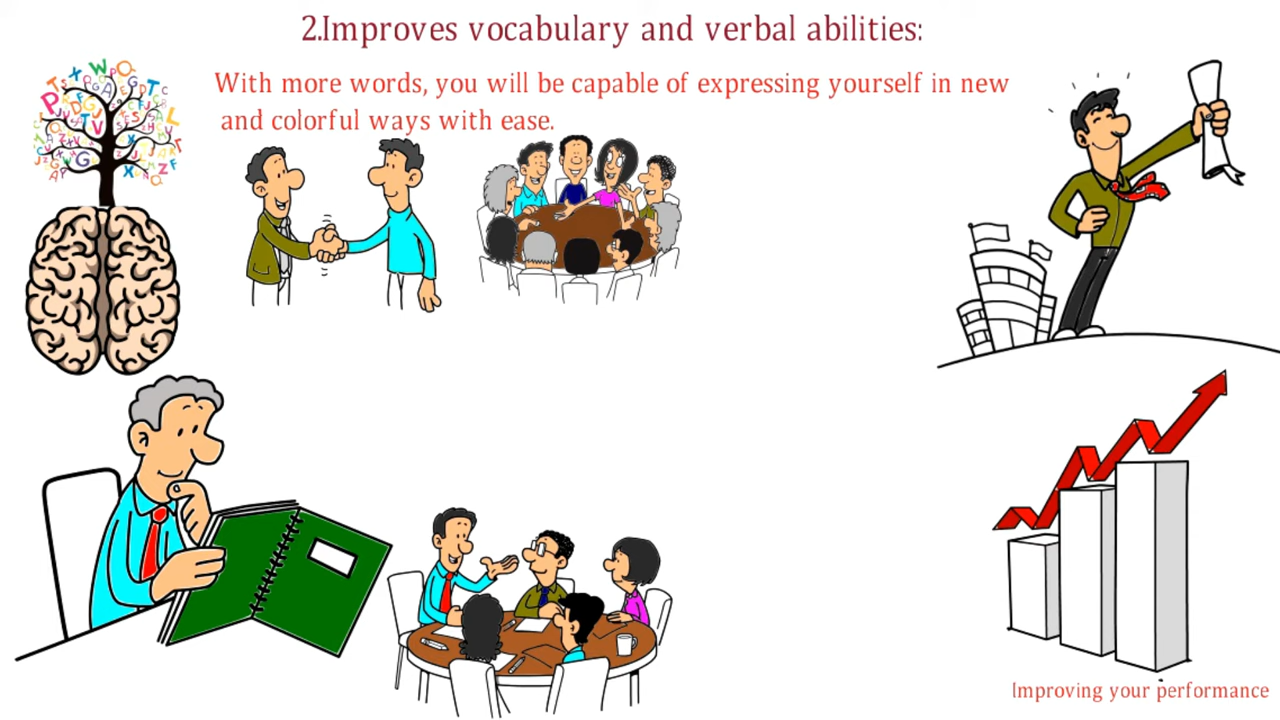 2.Improves vocabulary and verbal abilities:
With more words, you will be capable of expressing yourself in new
and colorful ways with ease.
Improving your performance